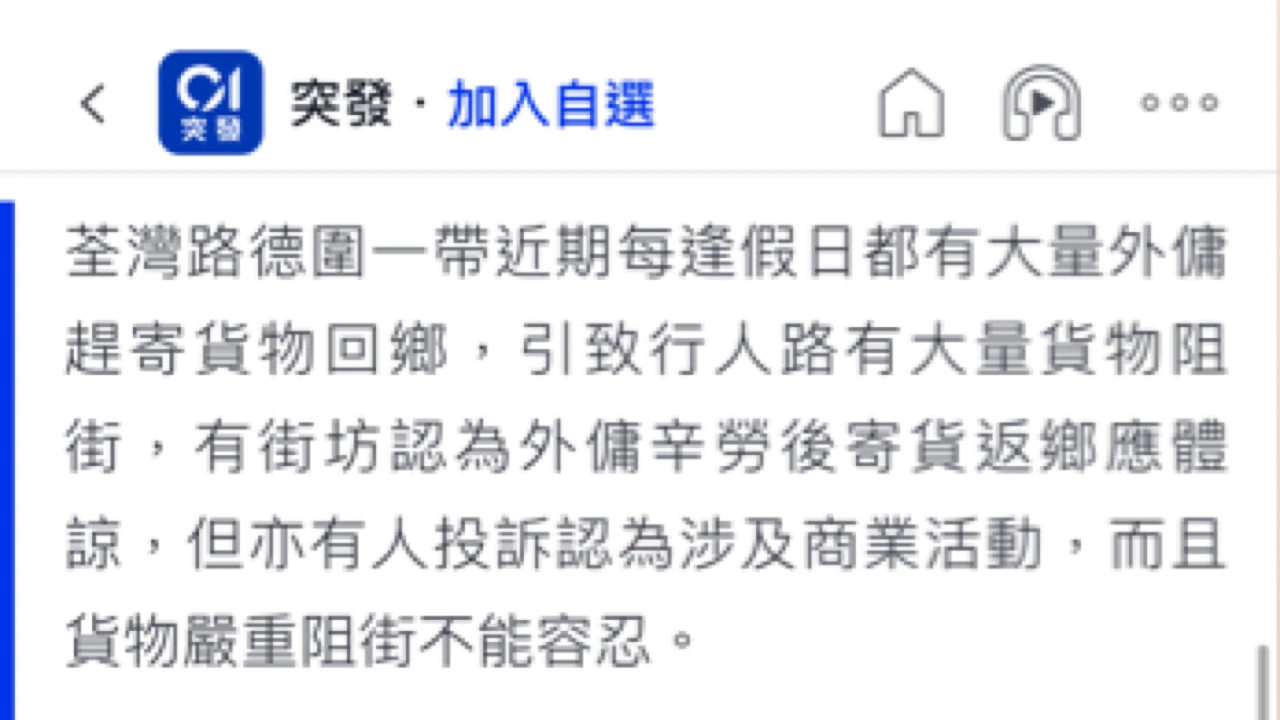 01
突發
突發·加入自選
荃灣路德圍一帶近期每逢假日都有大量外傭
趕寄貨物回鄉，引致行人路有大量貨物阻
街，有街坊認為外傭辛勞後寄貨返鄉應體
諒，但亦有人投訴認為涉及商業活動，而且
貨物嚴重阻街不能容忍。